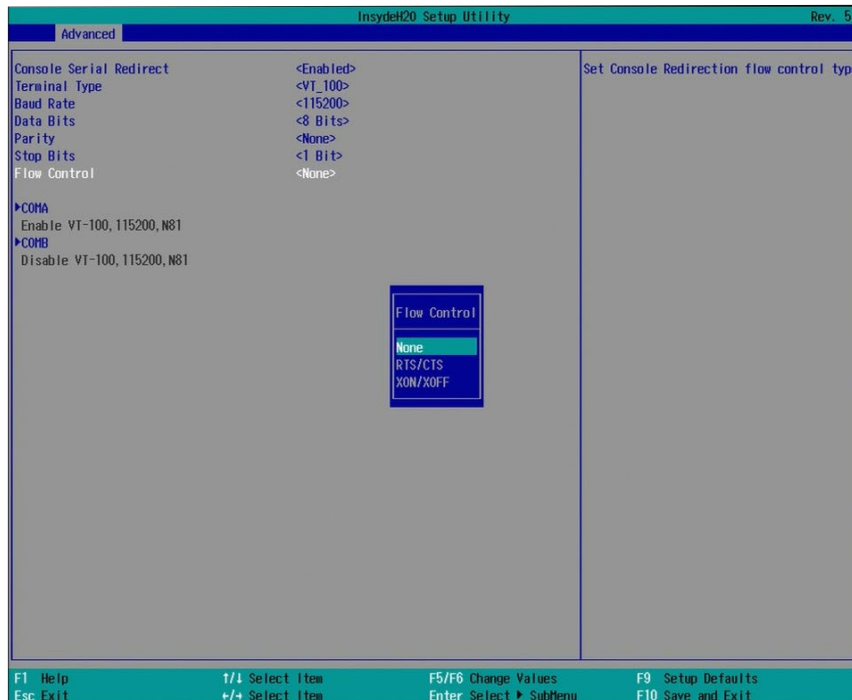 InsydeH20 Setup Utility Rev. 5
Advanced
Console Serial Redirect <Enabled> Set Console Redirection flow control typ
Terminal Type <VT_100>
Baud Rate <115200>
Data Bits <8 Bits>
Parity <None>
Stop Bits <1 Bit>
Flow Control <None>
▶COMA
Enable VT-100,115200,N81
▶COMB
Disable VT-100,115200,N81
Flow Control
None
RTS/CTS
XON/XOFF
F1 Help ↑/↓ Select Item F5/F6 Change Values F9 Setup Defaults
Esc Exit ←/→ Select Item Enter Select ▶ SubMenu F10 Save and Exit